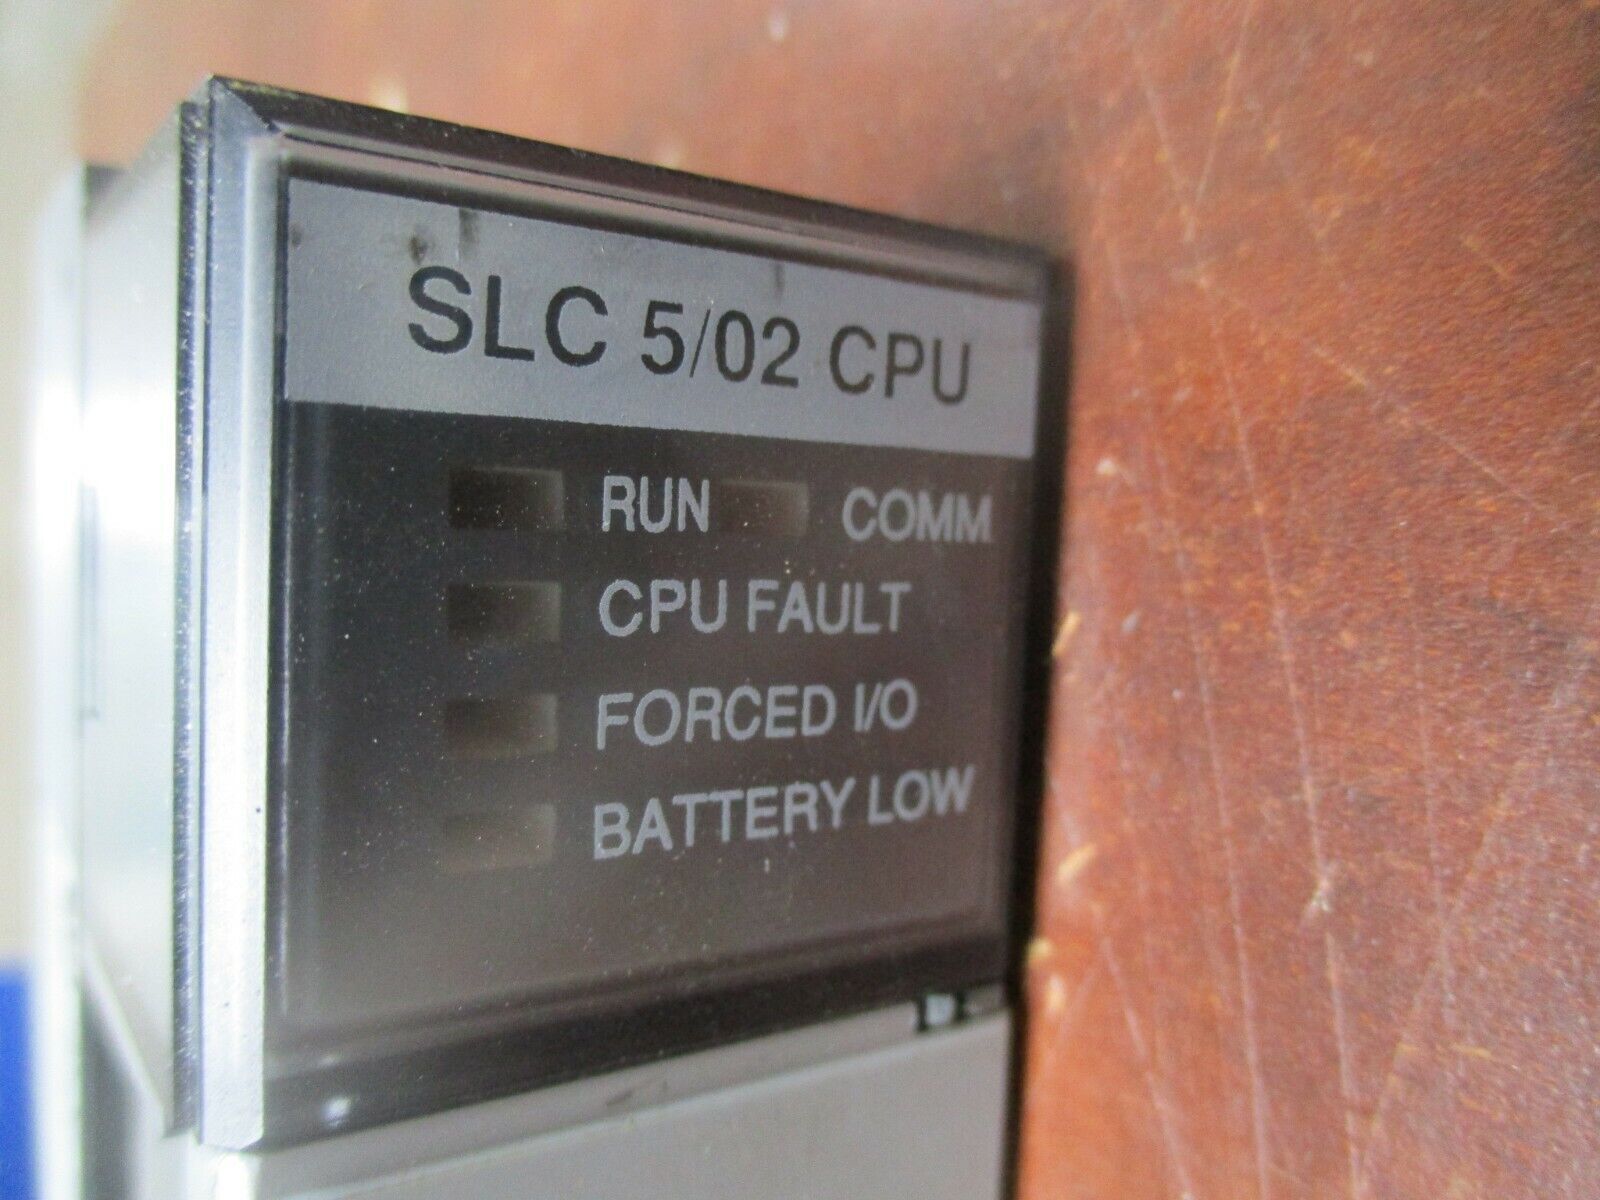 SLC 5/02 CPU
RUN COMM
CPU FAULT
FORCED I/O
BATTERY LOW